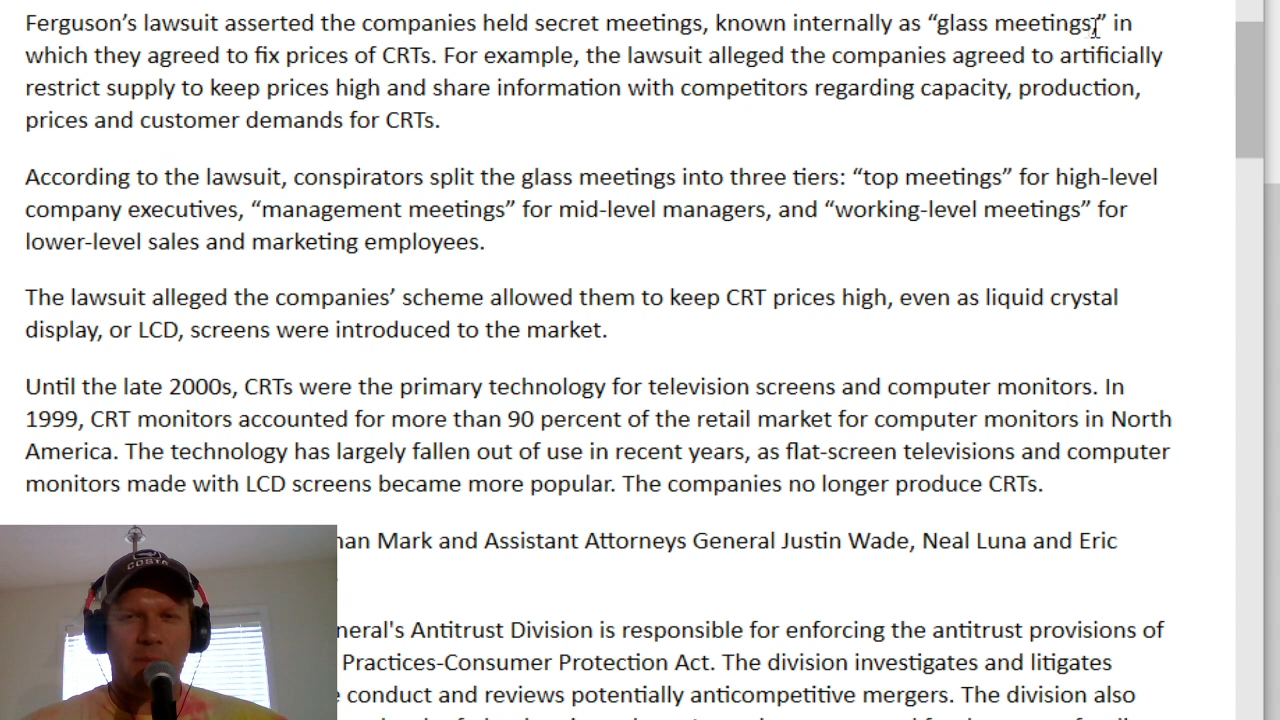 Ferguson’s lawsuit asserted the companies held secret meetings, known internally as “glass meetings,” in
which they agreed to fix prices of CRTs. For example, the lawsuit alleged the companies agreed to artificially
restrict supply to keep prices high and share information with competitors regarding capacity, production,
prices and customer demands for CRTs.
According to the lawsuit, conspirators split the glass meetings into three tiers: “top meetings” for high-level
company executives, “management meetings” for mid-level managers, and “working-level meetings” for
lower-level sales and marketing employees.
The lawsuit alleged the companies’ scheme allowed them to keep CRT prices high, even as liquid crystal
display, or LCD, screens were introduced to the market.
Until the late 2000s, CRTs were the primary technology for television screens and computer monitors. In
1999, CRT monitors accounted for more than 90 percent of the retail market for computer monitors in North
America. The technology has largely fallen out of use in recent years, as flat-screen televisions and computer
monitors made with LCD screens became more popular. The companies no longer produce CRTs.
Mark and Assistant Attorneys General Justin Wade, Neal Luna and Eric
neral's Antitrust Division is responsible for enforcing the antitrust provisions of
Practices-Consumer Protection Act. The division investigates and litigates
conduct and reviews potentially anticompetitive mergers. The division also
COSTA